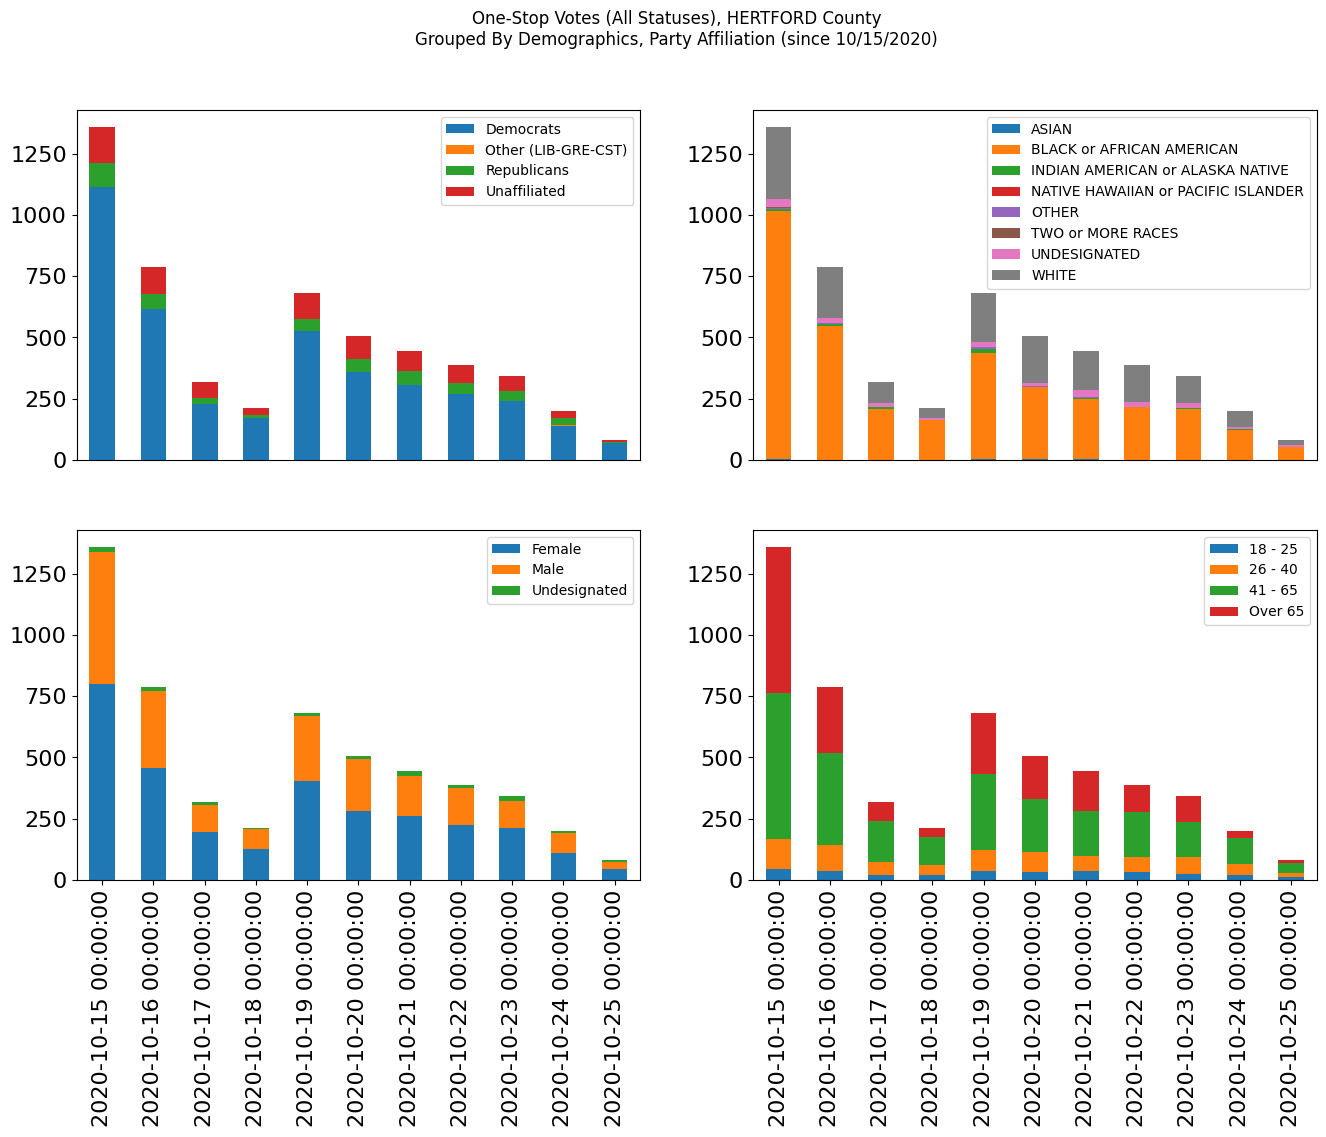 One-Stop Votes (All Statuses), HERTFORD County
Grouped By Demographics, Party Affiliation (since 10/15/2020)
1250
1000
750
500
250
0
Democrats
Other (LIB-GRE-CST)
Republicans
Unaffiliated
1250
1000
750
500
250
0
ASIAN
BLACK or AFRICAN AMERICAN
INDIAN AMERICAN or ALASKA NATIVE
NATIVE HAWAIIAN or PACIFIC ISLANDER
OTHER
TWO or MORE RACES
UNDESIGNATED
WHITE
1250
1000
750
500
250
0
Female
Male
Undesignated
2020-10-15 00:00:00
2020-10-16 00:00:00
2020-10-17 00:00:00
2020-10-18 00:00:00
2020-10-19 00:00:00
2020-10-20 00:00:00
2020-10-21 00:00:00
2020-10-22 00:00:00
2020-10-23 00:00:00
2020-10-24 00:00:00
2020-10-25 00:00:00
1250
1000
750
500
250
0
18 - 25
26 - 40
41 - 65
Over 65
2020-10-15 00:00:00
2020-10-16 00:00:00
2020-10-17 00:00:00
2020-10-18 00:00:00
2020-10-19 00:00:00
2020-10-20 00:00:00
2020-10-21 00:00:00
2020-10-22 00:00:00
2020-10-23 00:00:00
2020-10-24 00:00:00
2020-10-25 00:00:00